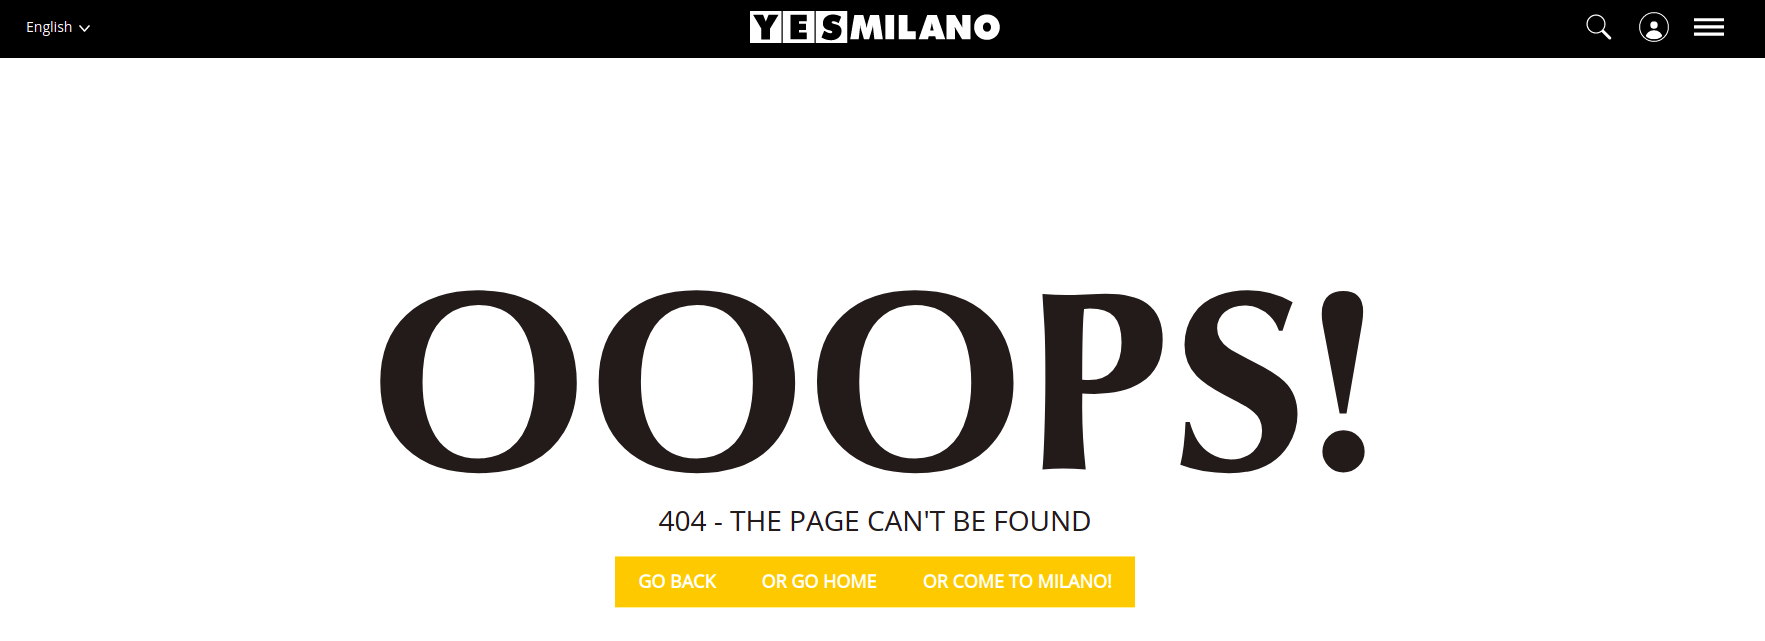 English
YESMILANO
OOOPS!
404 - THE PAGE CAN'T BE FOUND
GO BACK OR GO HOME OR COME TO MILANO!